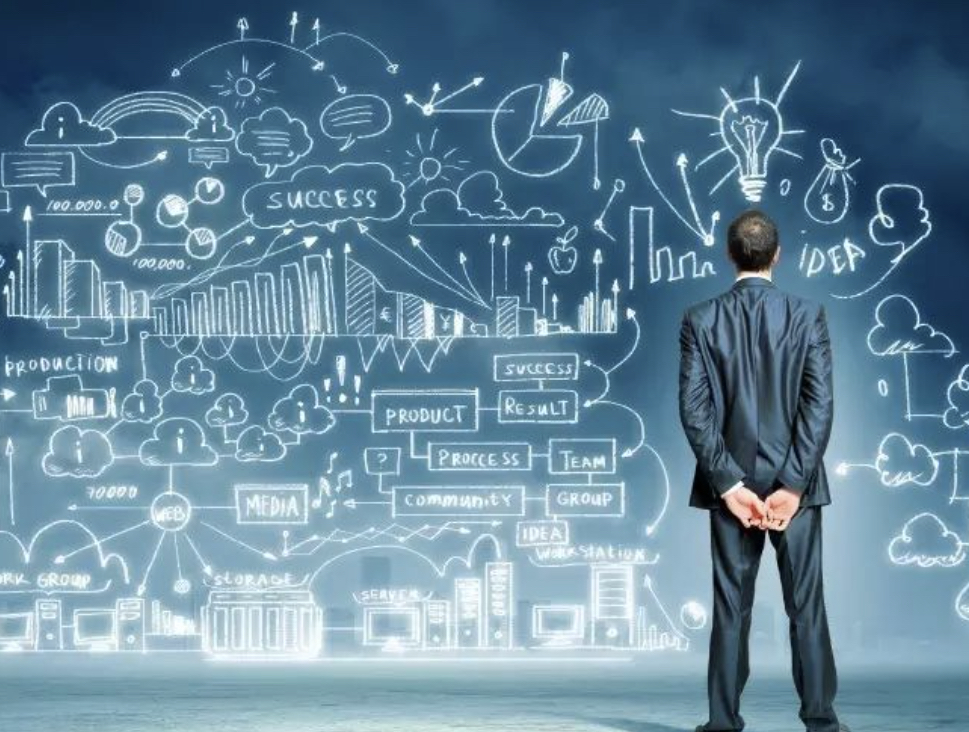 SUCCESS
100.000.0
100,000.
$
iDEA
€
¥
€
PRODUCTION
SUCCESS
PRODUCT
RESULT
?
PROCCESS
TEAM
70000
WEB
MEDIA
COMMUNITY
GROUP
IDEA
WORKSTATION
RK GROUP
STORAGE
SERVER
i
i
i
i
i
i